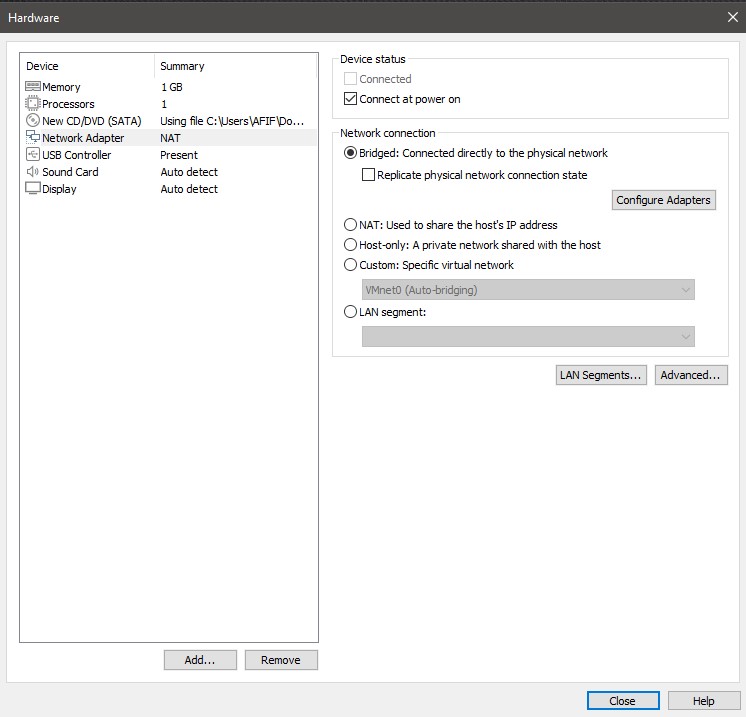 Hardware
Device Summary
Memory 1 GB
Processors 1
New CD/DVD (SATA) Using file C:\Users\AFIF\Do...
Network Adapter NAT
USB Controller Present
Sound Card Auto detect
Display Auto detect
Add... Remove
Device status
Connected
Connect at power on
Network connection
Bridged: Connected directly to the physical network
Replicate physical network connection state
Configure Adapters
NAT: Used to share the host's IP address
Host-only: A private network shared with the host
Custom: Specific virtual network
VMnet0 (Auto-bridging)
LAN segment:
LAN Segments... Advanced...
Close Help